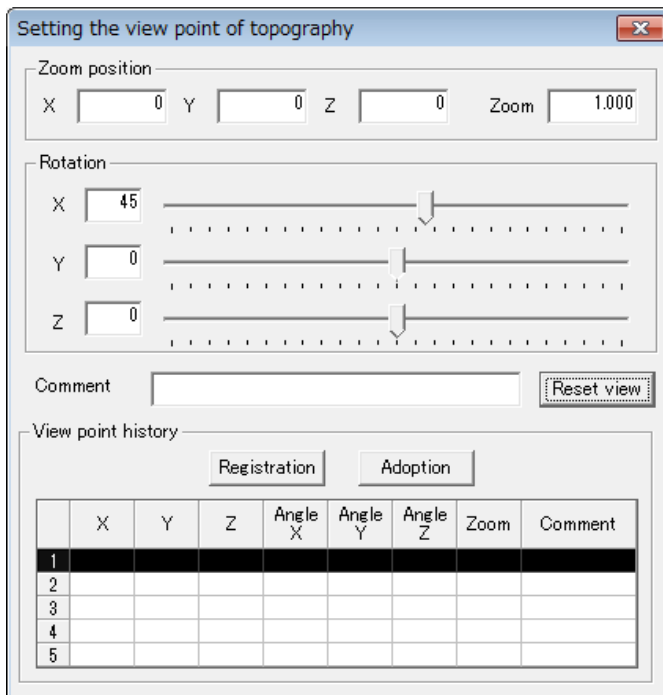 Setting the view point of topography
Zoom position
X 0 Y 0 Z 0 Zoom 1.000
Rotation
X 45
Y 0
Z 0
Comment Reset view
View point history
Registration Adoption
X Y Z Angle X Angle Y Angle Z Zoom Comment
1
2
3
4
5